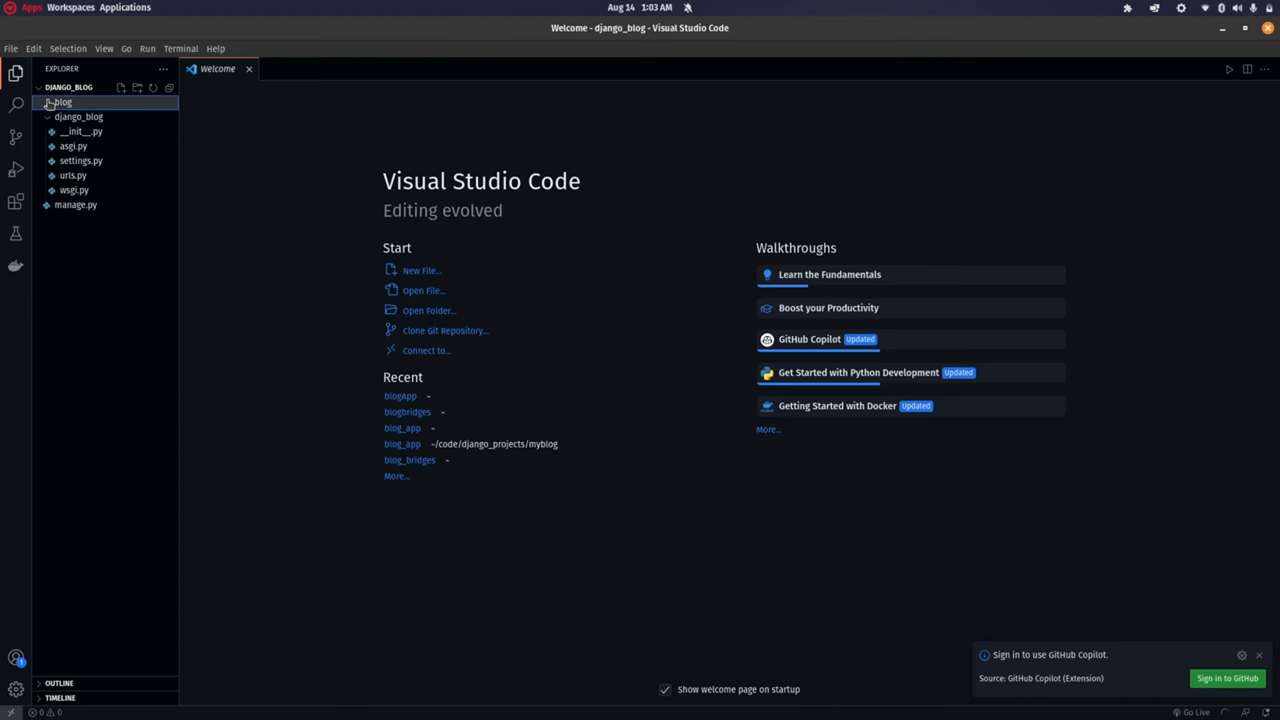 Apps Workspaces Applications
Aug 14 1:03 AM
Welcome - django_blog - Visual Studio Code
File Edit Selection View Go Run Terminal Help
EXPLORER
Welcome
DJANGO_BLOG
blog
django_blog
__init__.py
asgi.py
settings.py
urls.py
wsgi.py
manage.py
Visual Studio Code
Editing evolved
Start
New File...
Open File...
Open Folder...
Clone Git Repository...
Connect to...
Recent
blogApp ~
blogbridges ~
blog_app ~
blog_app ~/code/django_projects/myblog
blog_bridges ~
More...
Walkthroughs
Learn the Fundamentals
Boost your Productivity
GitHub Copilot Updated
Get Started with Python Development Updated
Getting Started with Docker Updated
More...
Sign in to use GitHub Copilot.
Source: GitHub Copilot (Extension)
Sign in to GitHub
Show welcome page on startup
OUTLINE
TIMELINE
1
0 0
Go Live